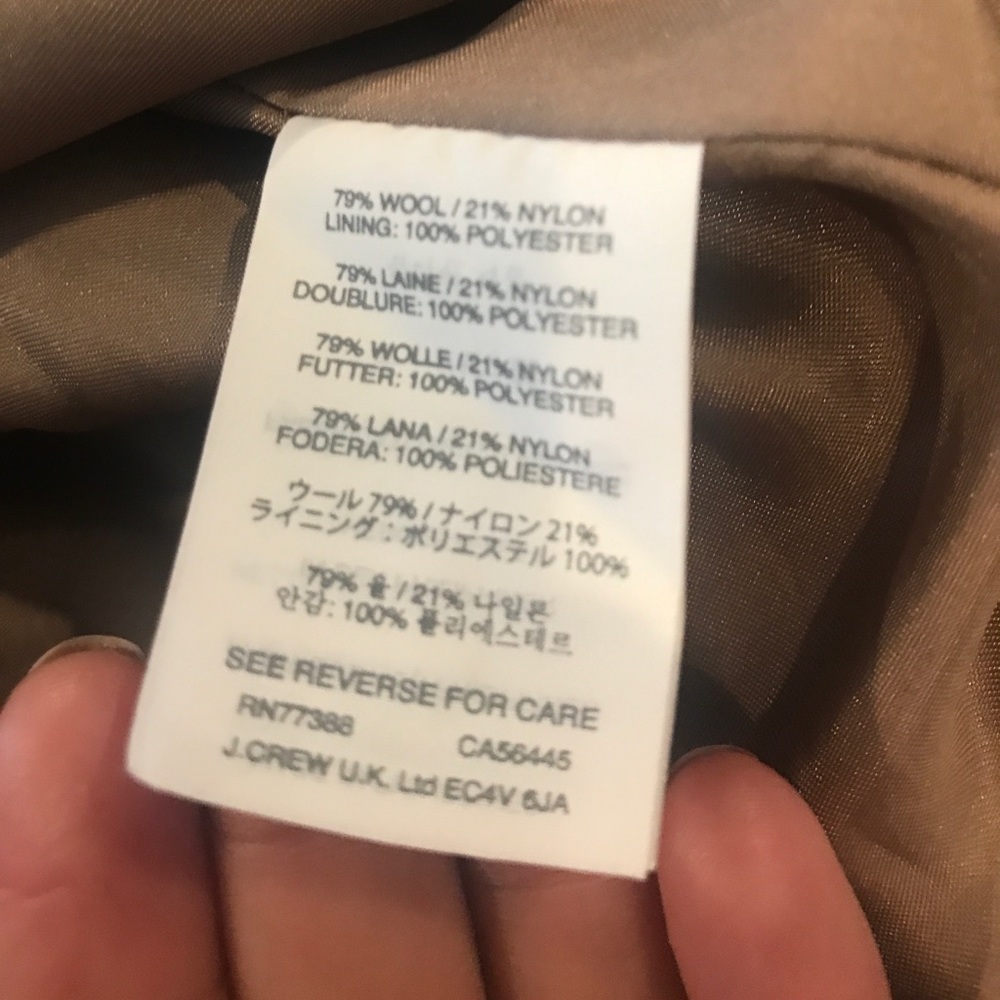 79% WOOL / 21% NYLON
LINING: 100% POLYESTER
79% LAINE / 21% NYLON
DOUBLURE: 100% POLYESTER
79% WOLLE / 21% NYLON
FUTTER: 100% POLYESTER
79% LANA / 21% NYLON
FODERA: 100% POLIESTERE
ウール 79% / ナイロン 21%
ライニング : ポリエステル 100%
79% 울 / 21% 나일론
안감: 100% 폴리에스테르
SEE REVERSE FOR CARE
RN77388
CA56445
J.CREW U.K. Ltd EC4V 6JA